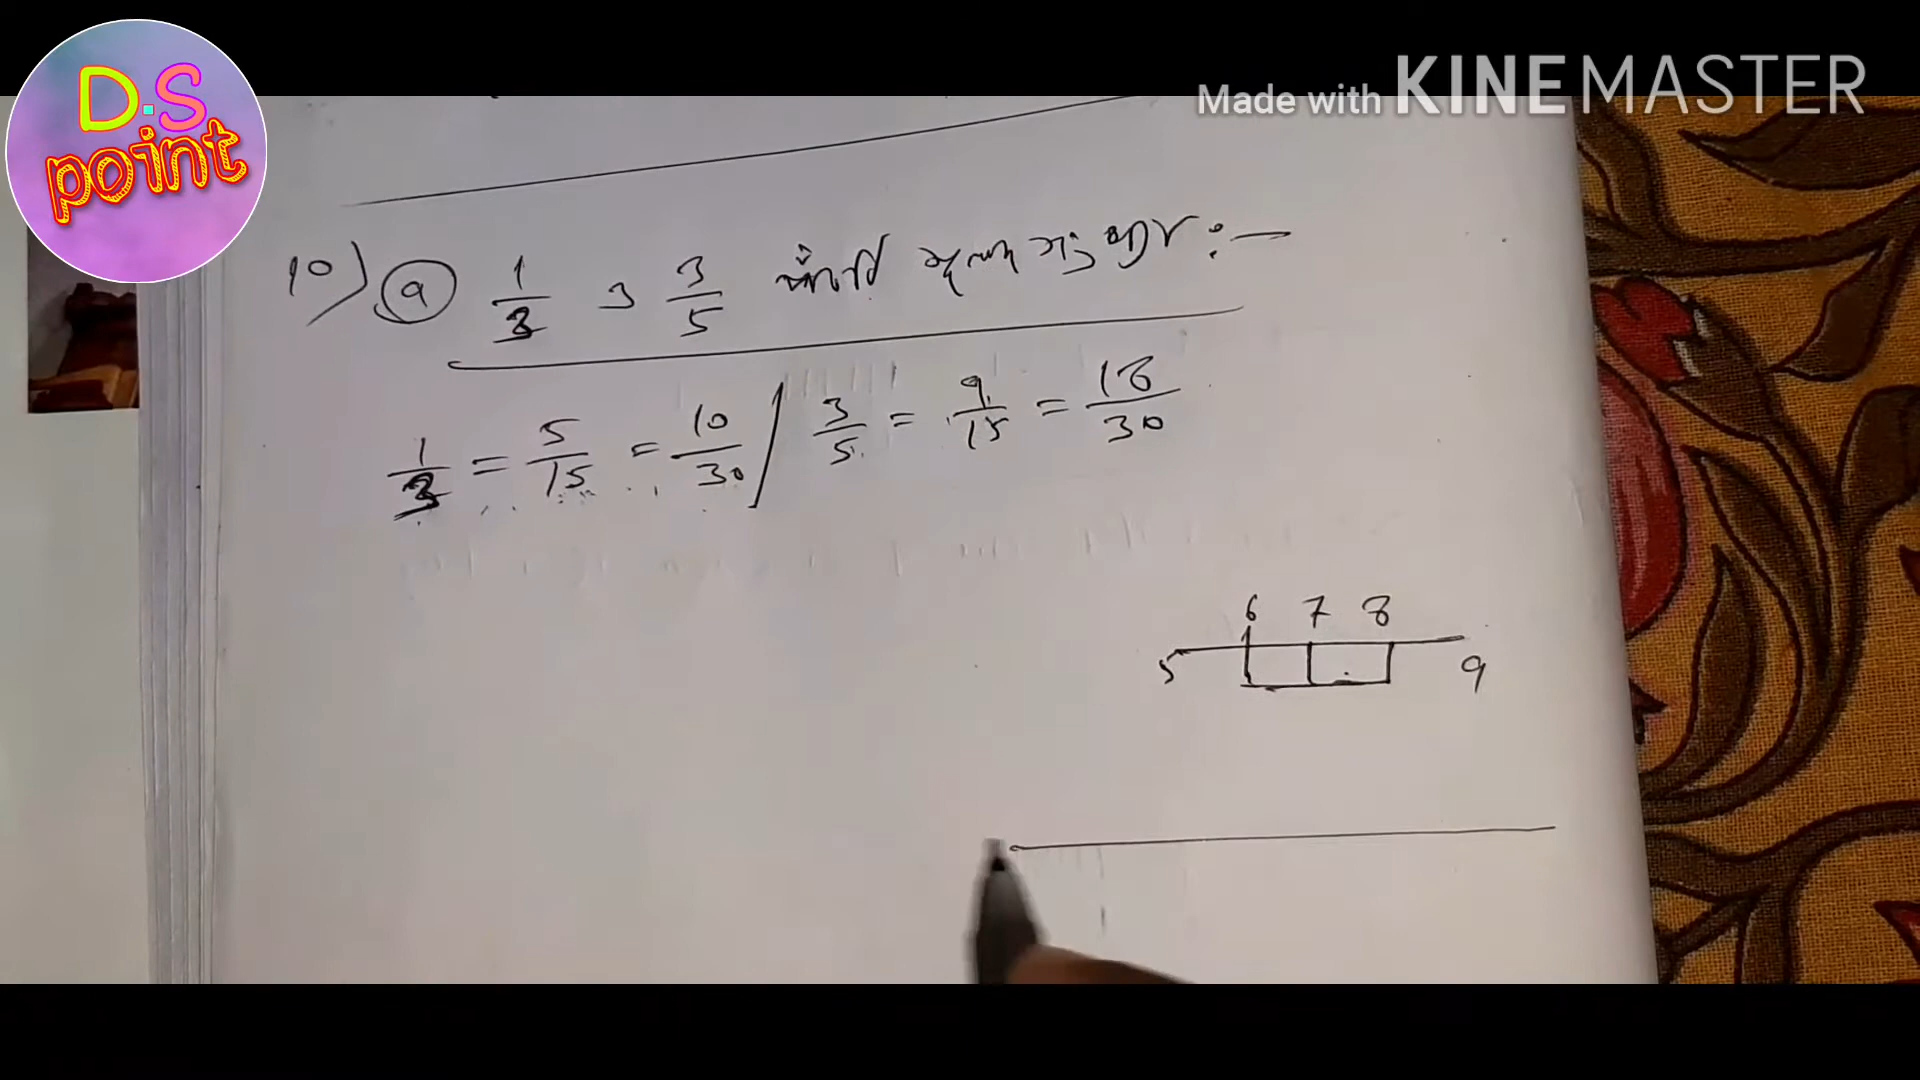 D.S
point
Made with KINEMASTER
10) a 1/3 ও 3/5
1/3 = 5/15 = 10/30 / 3/5 = 9/15 = 18/30
6 7 8
5 9